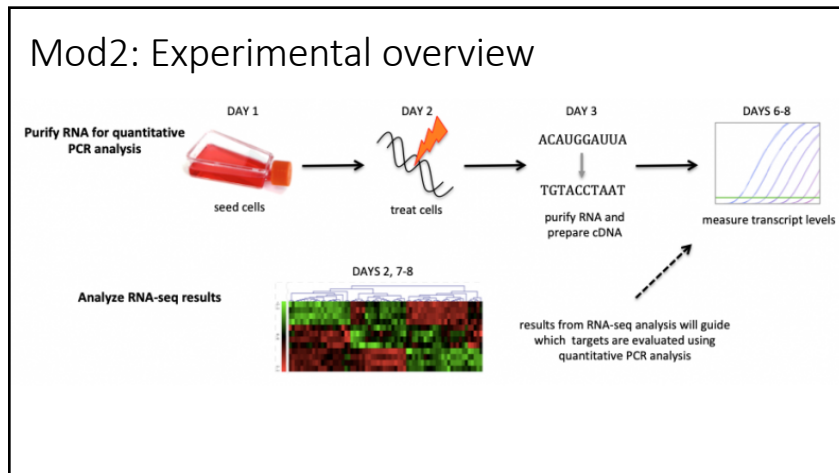 Mod2: Experimental overview
Purify RNA for quantitative
PCR analysis
DAY 1
seed cells
DAY 2
treat cells
DAY 3
ACAUGGAUUA
TGTACCTAAT
purify RNA and
prepare cDNA
DAYS 6-8
measure transcript levels
Analyze RNA-seq results
DAYS 2, 7-8
results from RNA-seq analysis will guide
which targets are evaluated using
quantitative PCR analysis